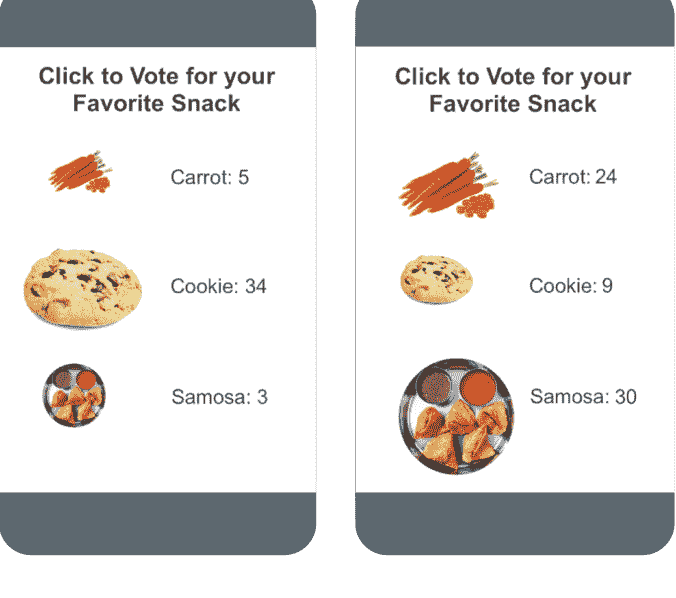 Click to Vote for your
Favorite Snack
Carrot: 5
Cookie: 34
Samosa: 3
Click to Vote for your
Favorite Snack
Carrot: 24
Cookie: 9
Samosa: 30